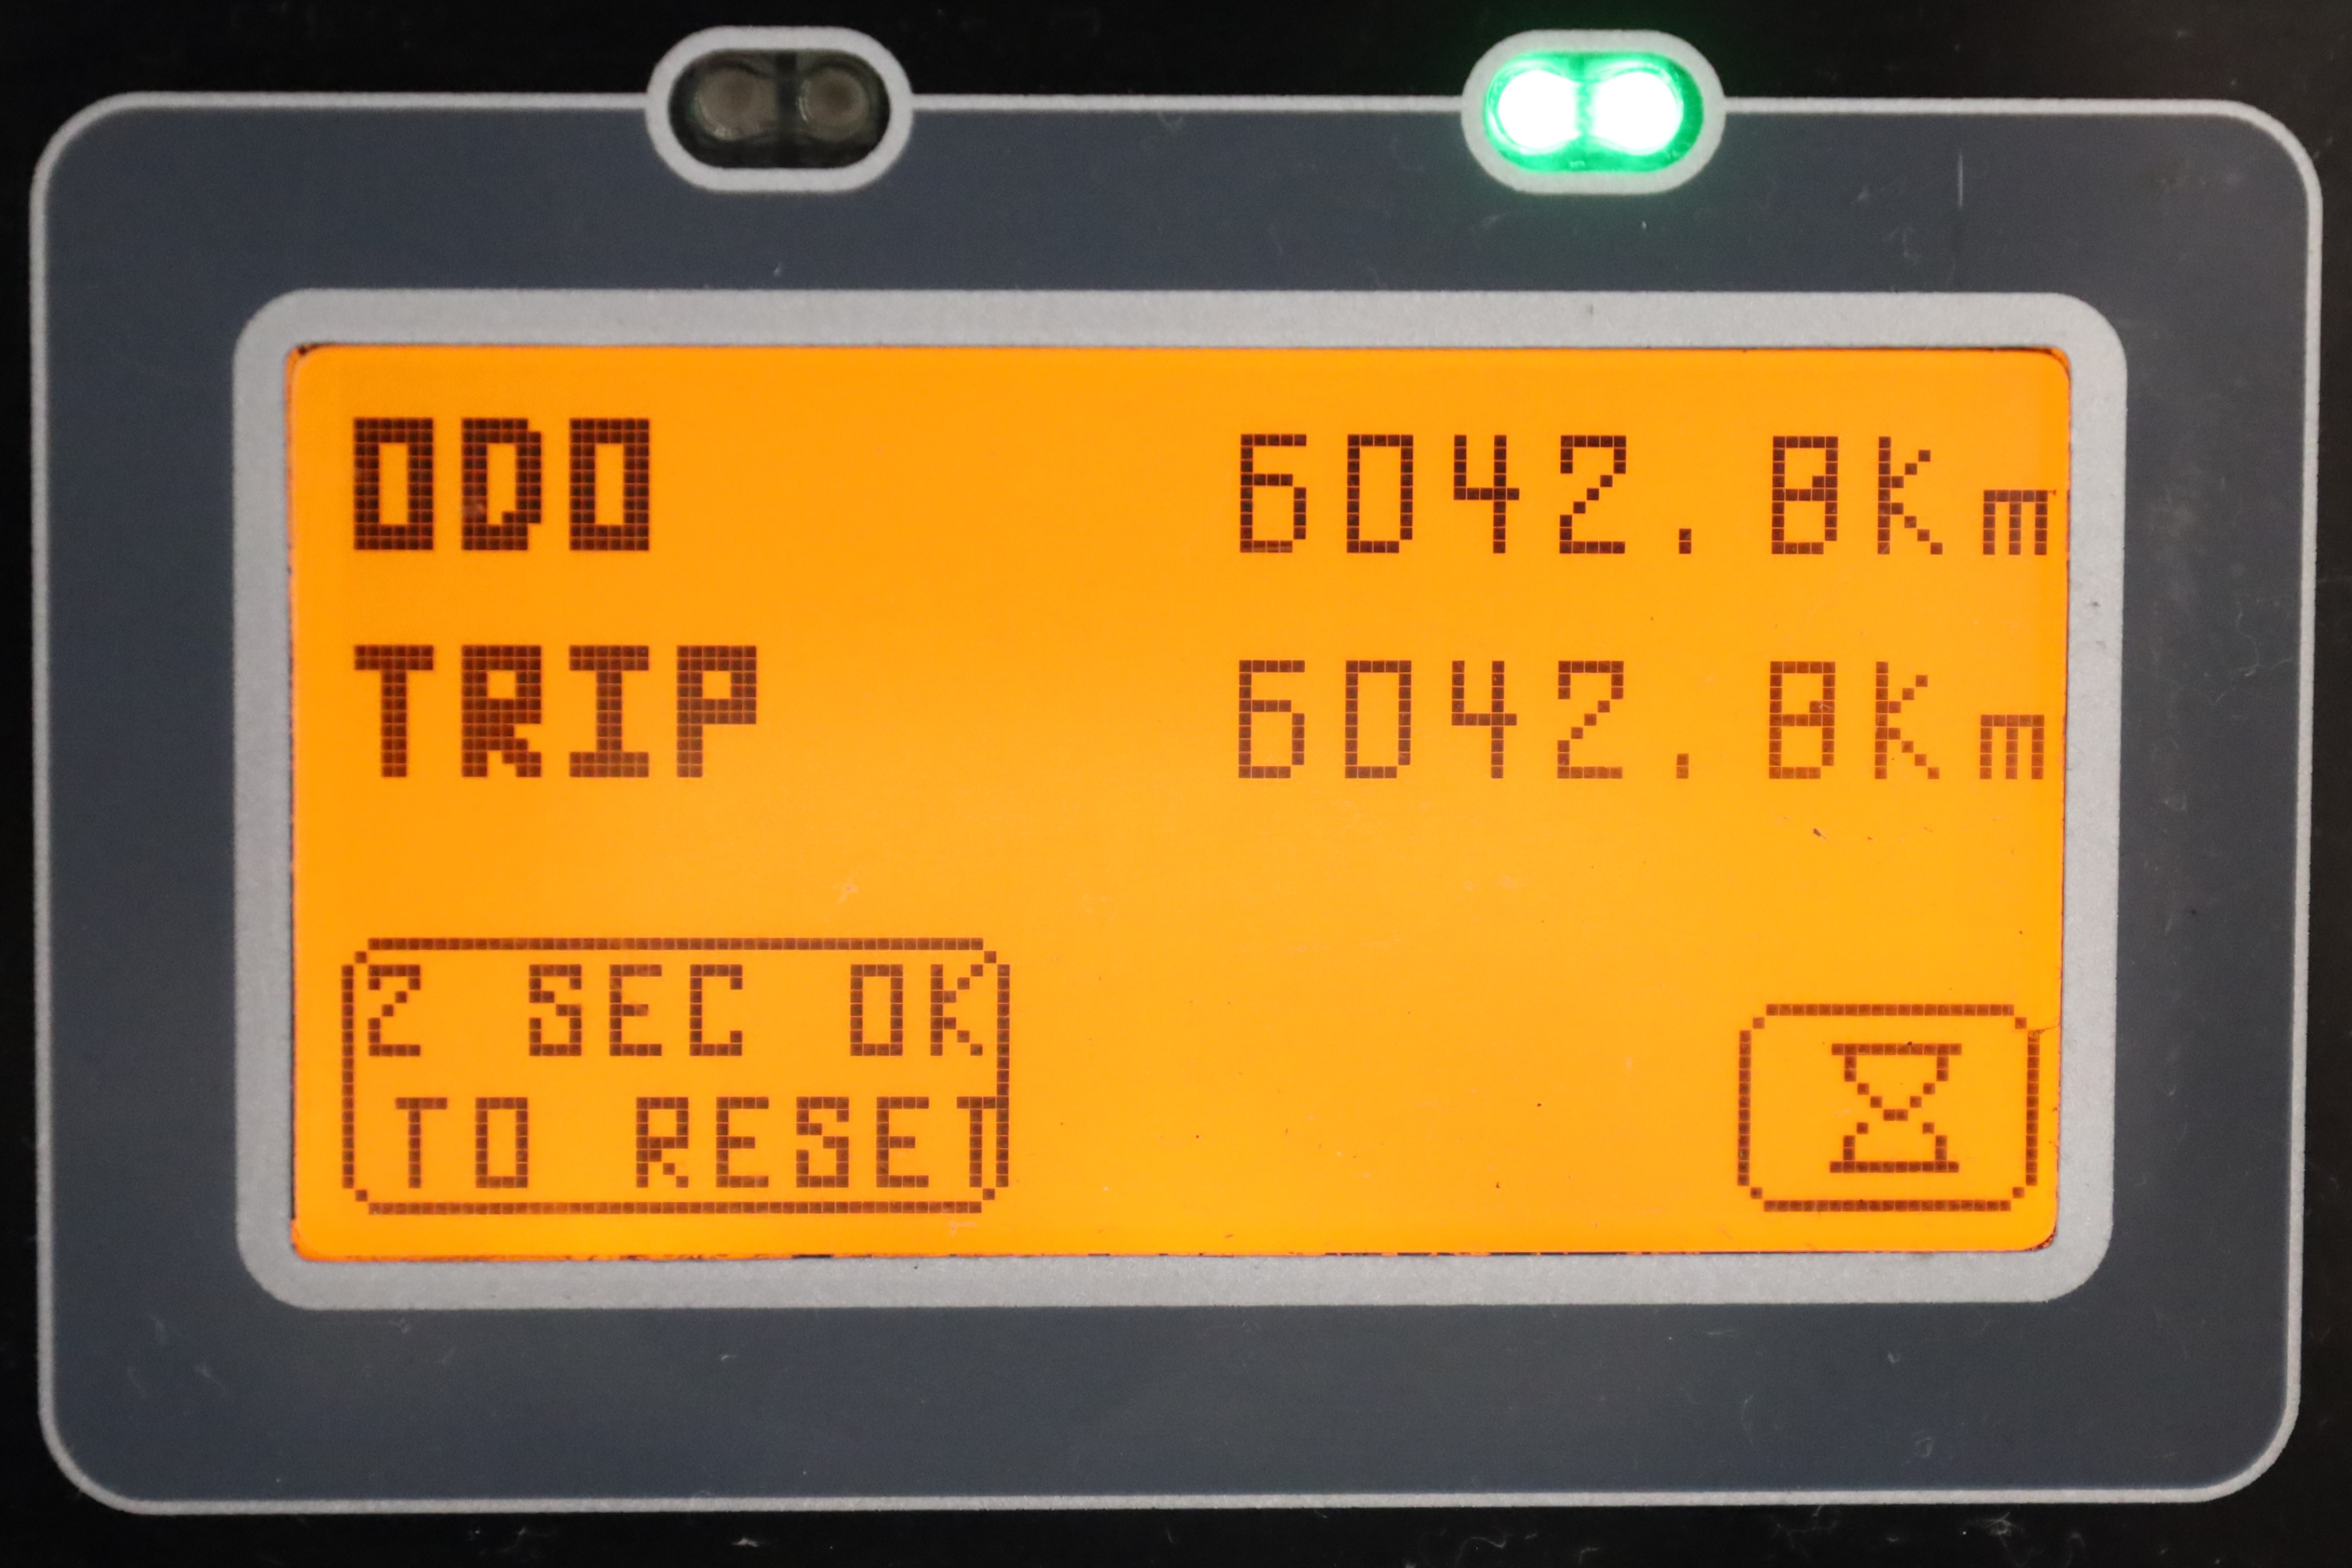 ODO 6042.8Km
TRIP 6042.8Km
2 SEC OK
TO RESET